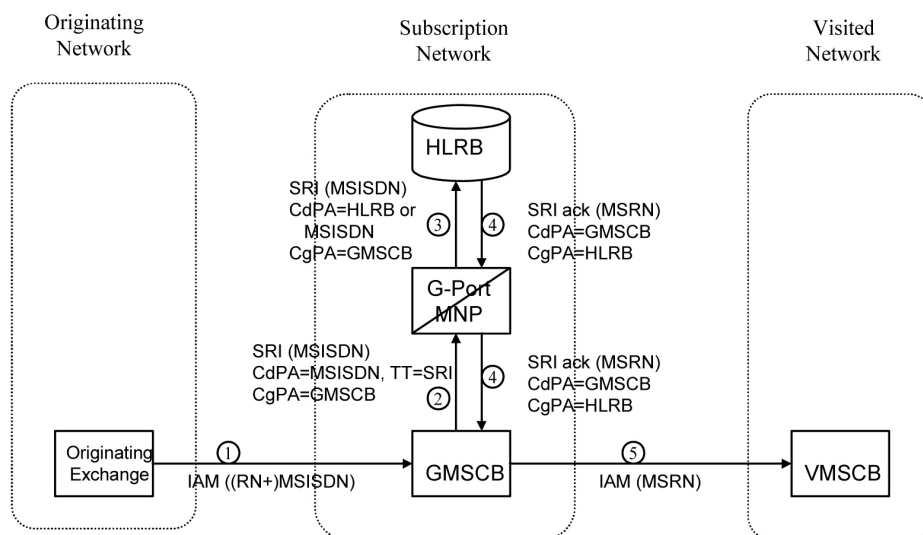 Originating
Network
Subscription
Network
Visited
Network
HLRB
SRI (MSISDN)
CdPA=HLRB or
MSISDN
CgPA=GMSCB
3
4
SRI ack (MSRN)
CdPA=GMSCB
CgPA=HLRB
G-Port
MNP
SRI (MSISDN)
CdPA=MSISDN, TT=SRI
CgPA=GMSCB
2
4
SRI ack (MSRN)
CdPA=GMSCB
CgPA=HLRB
Originating
Exchange
1
IAM ((RN+)MSISDN)
GMSCB
5
IAM (MSRN)
VMSCB